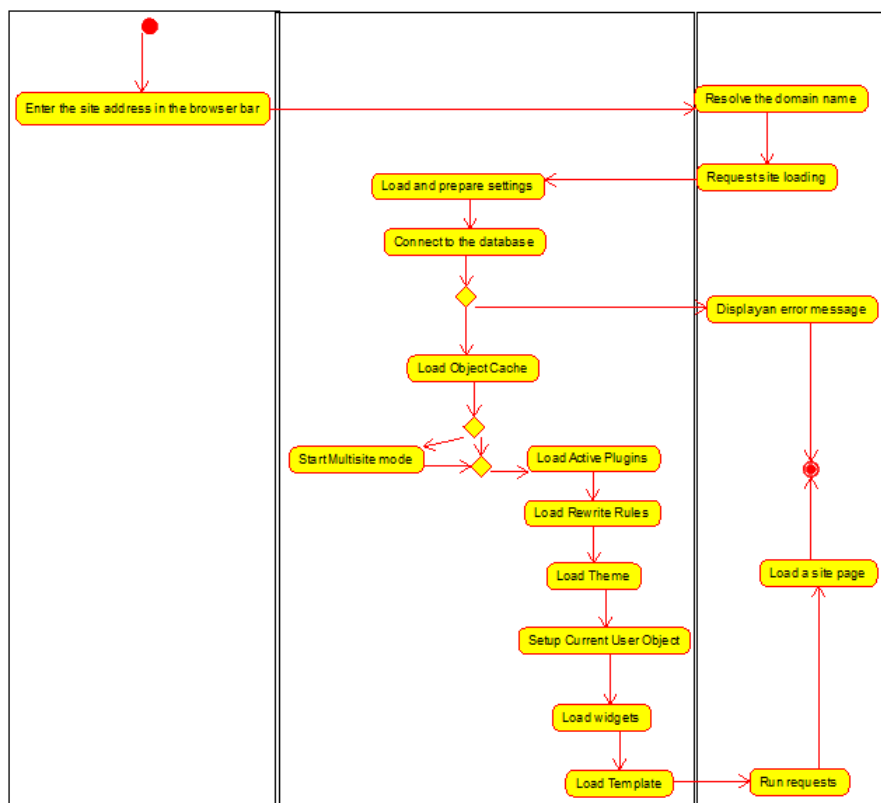 Enter the site address in the browser bar
Resolve the domain name
Request site loading
Load and prepare settings
Connect to the database
Displayan error message
Load Object Cache
Start Multisite mode
Load Active Plugins
Load Rewrite Rules
Load Theme
Load a site page
Setup Current User Object
Load widgets
Load Template
Run requests